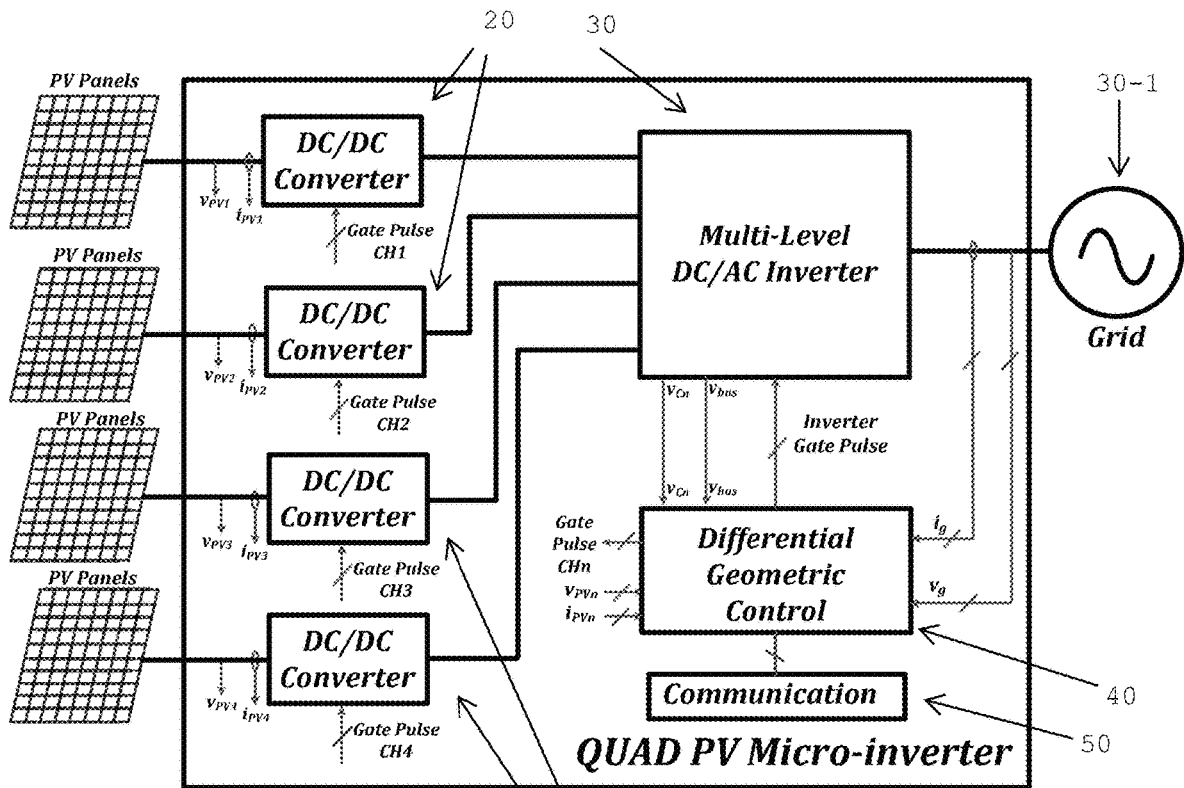 20
30
30-1
PV Panels
DC/DC
Converter
vPV1
iPV1
Gate Pulse
CH1
Multi-Level
DC/AC Inverter
Grid
PV Panels
DC/DC
Converter
vPV2
iPV2
Gate Pulse
CH2
vCn
vbus
Inverter
Gate Pulse
vCn
vbus
PV Panels
DC/DC
Converter
vPV3
iPV3
Gate Pulse
CH3
Gate
Pulse
CHn
vPVn
iPVn
Differential
Geometric
Control
ig
vg
PV Panels
DC/DC
Converter
vPV4
iPV4
Gate Pulse
CH4
Communication
40
50
QUAD PV Micro-inverter